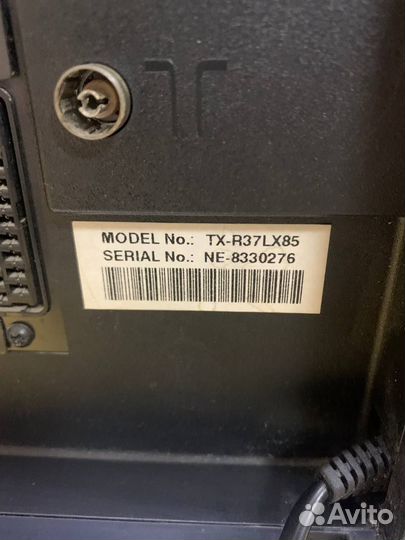 MODEL No.: TX-R37LX85
SERIAL No.: NE-8330276
Avito